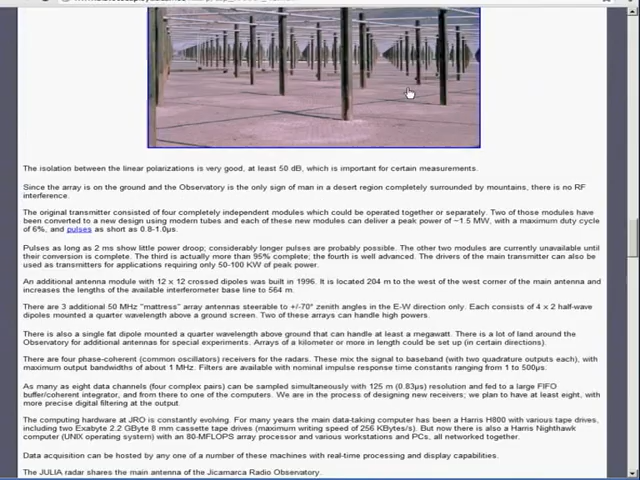 The isolation between the linear polarizations is very good, at least 50 dB, which is important for certain measurements.
Since the array is on the ground and the Observatory is the only sign of man in a desert region completely surrounded by mountains, there is no RF
interference.
The original transmitter consisted of four completely independent modules which could be operated together or separately. Two of those modules have
been converted to a new design using modern tubes and each of these new modules can deliver a peak power of ~1.5 MW, with a maximum duty cycle
of 6%, and pulses as short as 0.8-1.0µs.
Pulses as long as 2 ms show little power droop; considerably longer pulses are probably possible. The other two modules are currently unavailable until
their conversion is complete. The third is actually more than 95% complete; the fourth is well advanced. The drivers of the main transmitter can also be
used as transmitters for applications requiring only 50-100 KW of peak power.
An additional antenna module with 12 x 12 crossed dipoles was built in 1996. It is located 204 m to the west of the west corner of the main antenna and
increases the lengths of the available interferometer base line to 564 m.
There are 3 additional 50 MHz "mattress" array antennas steerable to +/-70° zenith angles in the E-W direction only. Each consists of 4 x 2 half-wave
dipoles mounted a quarter wavelength above a ground screen. Two of these arrays can handle high powers.
There is also a single fat dipole mounted a quarter wavelength above ground that can handle at least a megawatt. There is a lot of land around the
Observatory for additional antennas for special experiments. Arrays of a kilometer or more in length could be set up (in certain directions).
There are four phase-coherent (common oscillators) receivers for the radars. These mix the signal to baseband (with two quadrature outputs each), with
maximum output bandwidths of about 1 MHz. Filters are available with nominal impulse response time constants ranging from 1 to 500µs.
As many as eight data channels (four complex pairs) can be sampled simultaneously with 125 m (0.83µs) resolution and fed to a large FIFO
buffer/coherent integrator, and from there to one of the computers. We are in the process of designing new receivers; we plan to have at least eight, with
more precise digital filtering at the output.
The computing hardware at JRO is constantly evolving. For many years the main data-taking computer has been a Harris H800 with various tape drives,
including two Exabyte 2.2 GByte 8 mm cassette tape drives (maximum writing speed of 256 KBytes/s). But now there is also a Harris Nighthawk
computer (UNIX operating system) with an 80-MFLOPS array processor and various workstations and PCs, all networked together.
Data acquisition can be hosted by any one of a number of these machines with real-time processing and display capabilities.
The JULIA radar shares the main antenna of the Jicamarca Radio Observatory.